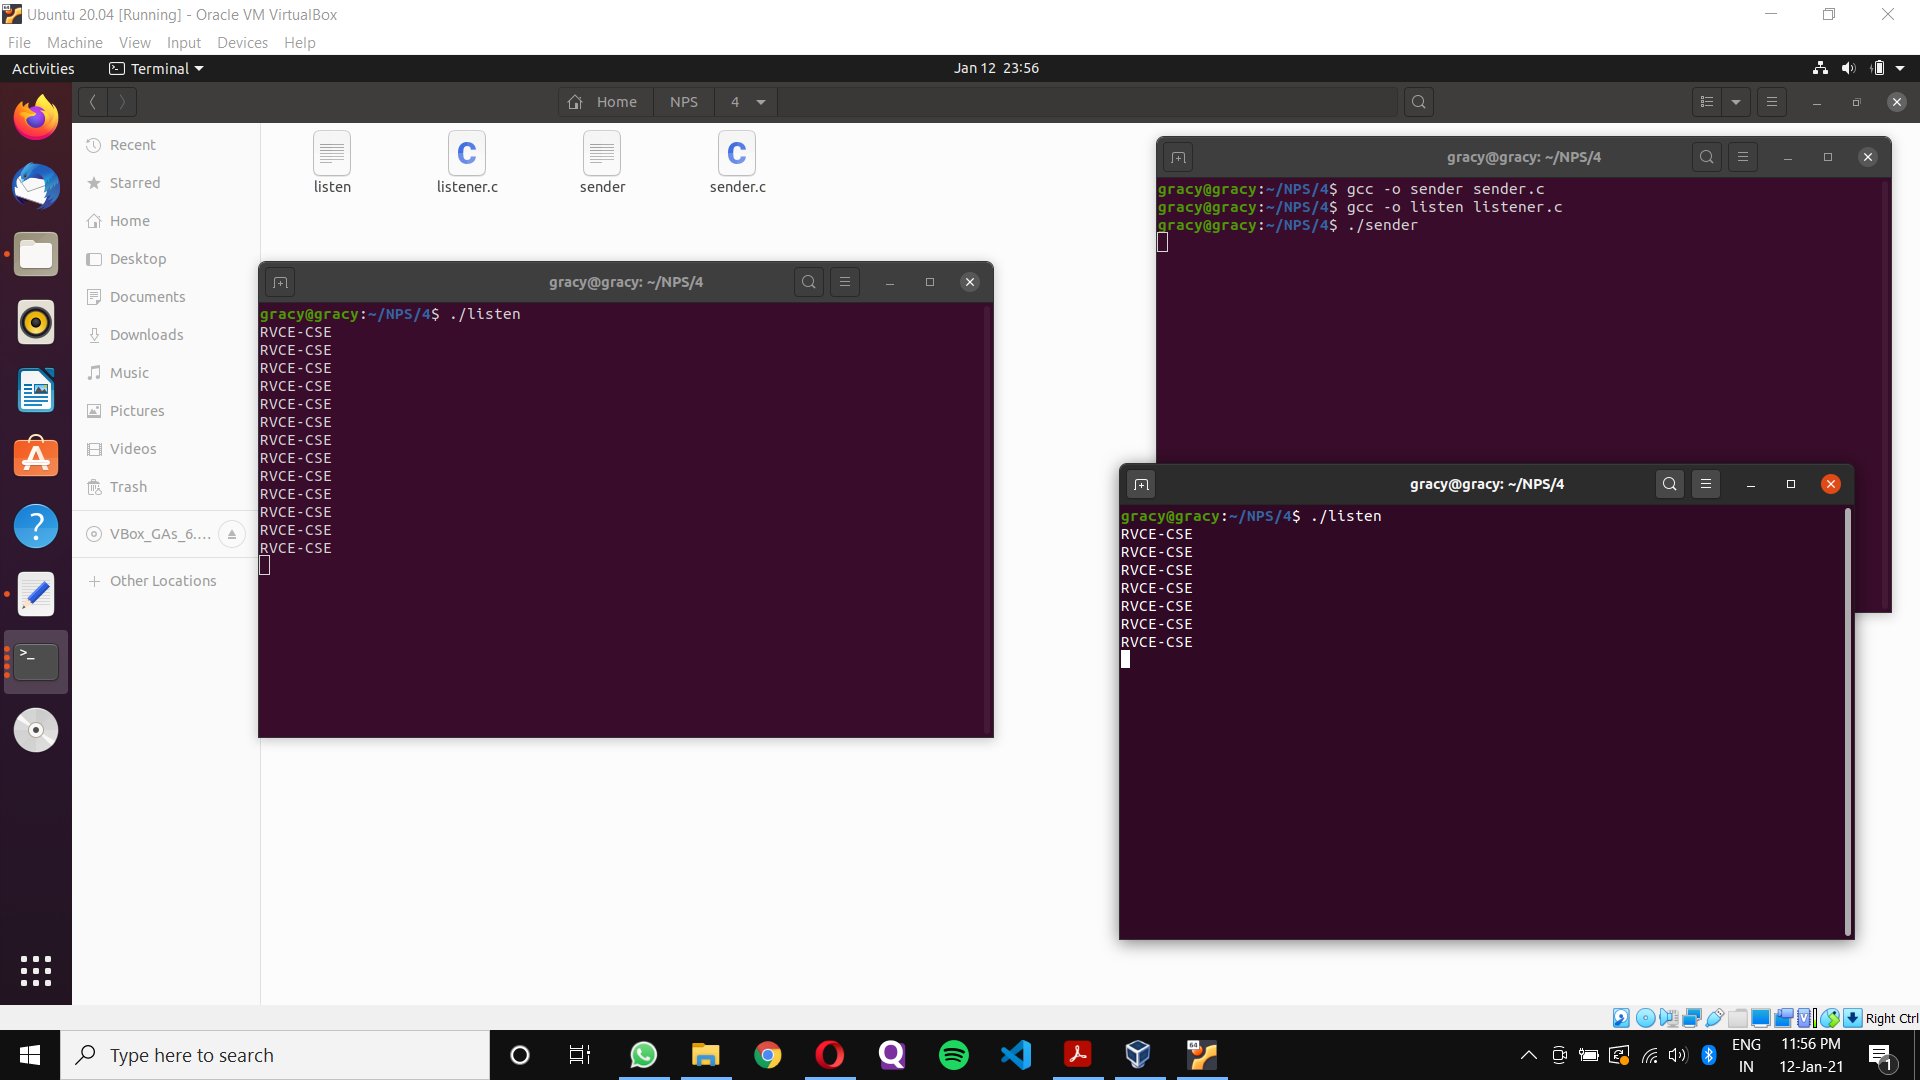 Ubuntu 20.04 [Running] - Oracle VM VirtualBox
File Machine View Input Devices Help
Activities Terminal Jan 12 23:56
Home NPS 4
Recent
Starred
Home
Desktop
Documents
Downloads
Music
Pictures
Videos
Trash
VBox_GAs_6....
Other Locations
listen listener.c sender sender.c
gracy@gracy: ~/NPS/4
gracy@gracy:~/NPS/4$ gcc -o sender sender.c
gracy@gracy:~/NPS/4$ gcc -o listen listener.c
gracy@gracy:~/NPS/4$ ./sender
gracy@gracy: ~/NPS/4
gracy@gracy:~/NPS/4$ ./listen
RVCE-CSE
RVCE-CSE
RVCE-CSE
RVCE-CSE
RVCE-CSE
RVCE-CSE
RVCE-CSE
RVCE-CSE
RVCE-CSE
RVCE-CSE
RVCE-CSE
RVCE-CSE
RVCE-CSE
gracy@gracy: ~/NPS/4
gracy@gracy:~/NPS/4$ ./listen
RVCE-CSE
RVCE-CSE
RVCE-CSE
RVCE-CSE
RVCE-CSE
RVCE-CSE
RVCE-CSE
Right Ctrl
Type here to search
ENG
IN
11:56 PM
12-Jan-21
1